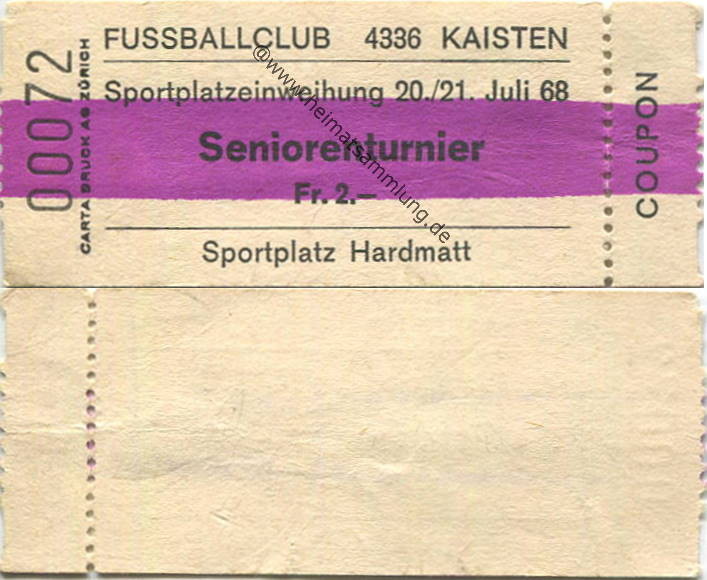 FUSSBALLCLUB 4336 KAISTEN
Sportplatzeinweihung 20./21. Juli 68
Seniorenturnier
Fr. 2.—
Sportplatz Hardmatt
00072
CARTA DRUCK AG ZÜRICH
COUPON
@www.heimatsammlung.de